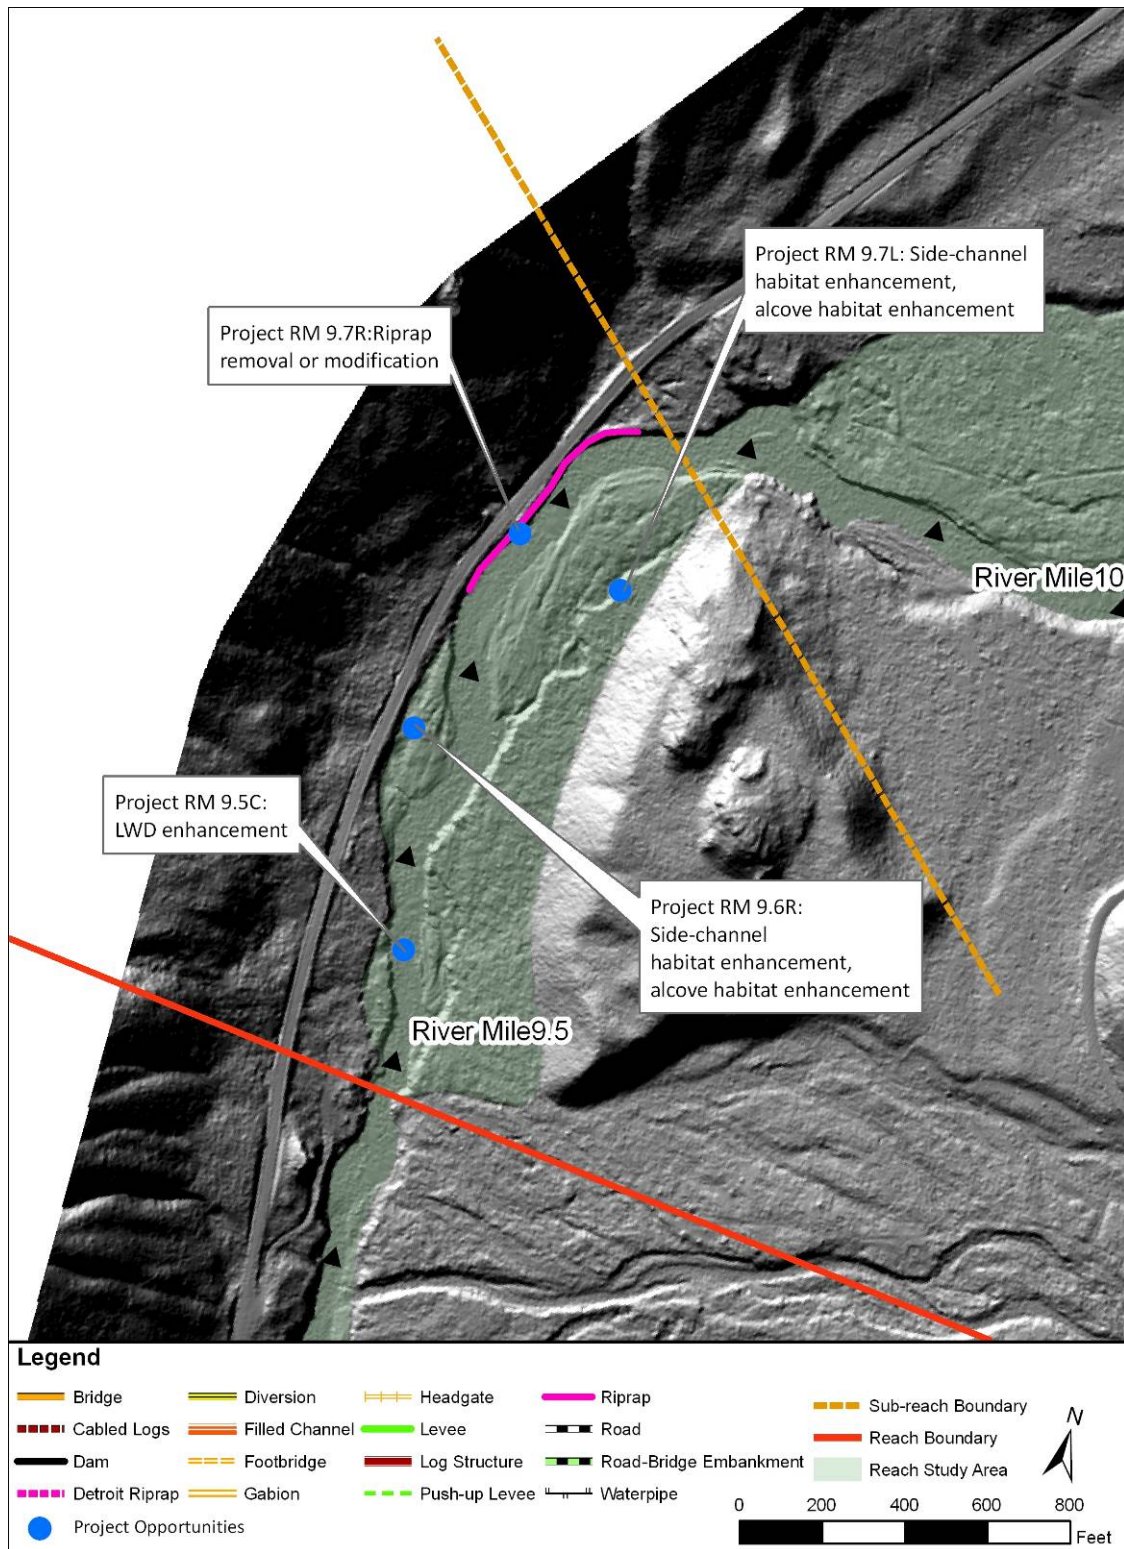 Project RM 9.7L: Side-channel
habitat enhancement,
alcove habitat enhancement
Project RM 9.7R:Riprap
removal or modification
River Mile10
Project RM 9.5C:
LWD enhancement
Project RM 9.6R:
Side-channel
habitat enhancement,
alcove habitat enhancement
River Mile9.5
Legend
Bridge
Cabled Logs
Dam
Detroit Riprap
Project Opportunities
Diversion
Filled Channel
Footbridge
Gabion
Headgate
Levee
Log Structure
Push-up Levee
Riprap
Road
Road-Bridge Embankment
Waterpipe
Sub-reach Boundary
Reach Boundary
Reach Study Area
N
0 200 400 600 800
Feet